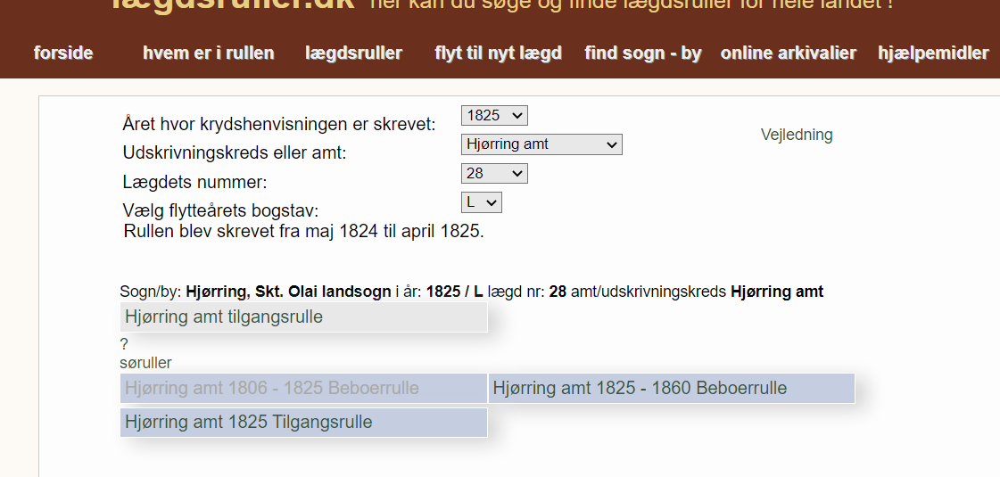 lægdsruller.dk her kan du søge og finde lægdsruller for hele landet !
forside hvem er i rullen lægdsruller flyt til nyt lægd find sogn - by online arkivalier hjælpemidler
Året hvor krydshenvisningen er skrevet: 1825
Vejledning
Udskrivningskreds eller amt: Hjørring amt
Lægdets nummer: 28
Vælg flytteårets bogstav: L
Rullen blev skrevet fra maj 1824 til april 1825.
Sogn/by: Hjørring, Skt. Olai landsogn i år: 1825 / L lægd nr: 28 amt/udskrivningskreds Hjørring amt
Hjørring amt tilgangsrulle
?
søruller
Hjørring amt 1806 - 1825 Beboerrulle Hjørring amt 1825 - 1860 Beboerrulle
Hjørring amt 1825 Tilgangsrulle